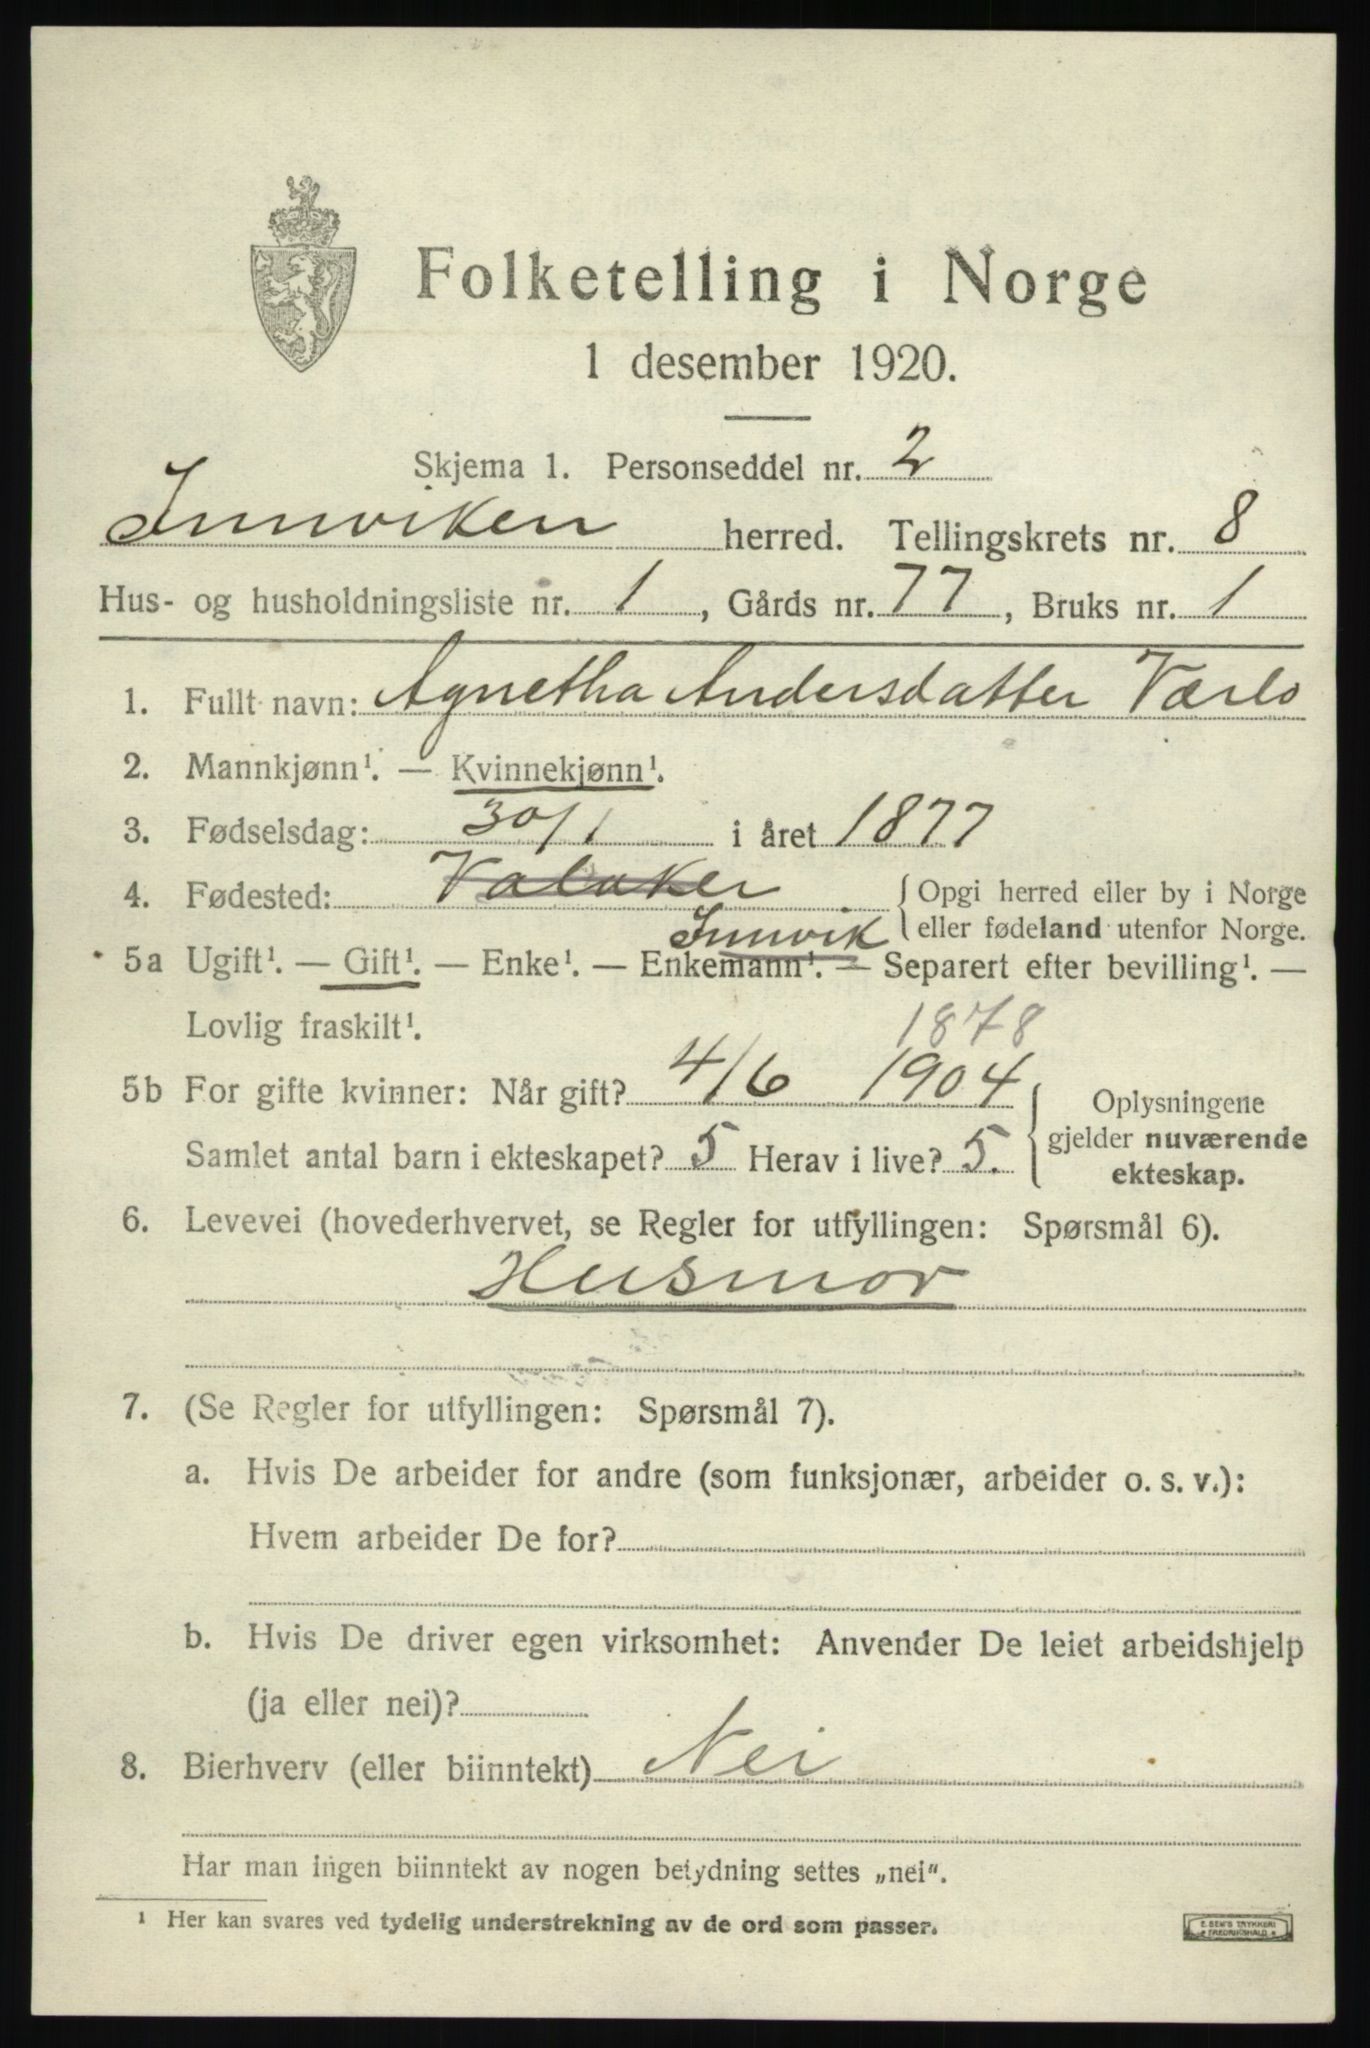 Folketelling i Norge
1 desember 1920.
Skjema 1. Personseddel nr. 2
Innviken herred. Tellingskrets nr. 8
Hus- og husholdningsliste nr. 1, Gårds nr. 77, Bruks nr. 1
1. Fullt navn: Agnetha Andersdatter Værlo
2. Mannkjønn¹. — Kvinnekjønn¹.
3. Fødselsdag: 30/1 i året 1877
4. Fødested: Valaker Opgi herred eller by i Norge
Innvik eller fødeland utenfor Norge.
5a Ugift¹. — Gift¹. — Enke¹. — Enkemann¹. — Separert efter bevilling¹. —
Lovlig fraskilt¹. 1878
5b For gifte kvinner: Når gift? 4/6 1904 Oplysningene
Samlet antal barn i ekteskapet? 5 Herav i live? 5. gjelder nuværende
ekteskap.
6. Levevei (hovederhvervet, se Regler for utfyllingen: Spørsmål 6).
Husmor
7. (Se Regler for utfyllingen: Spørsmål 7).
a. Hvis De arbeider for andre (som funksjonær, arbeider o. s. v.):
Hvem arbeider De for?
b. Hvis De driver egen virksomhet: Anvender De leiet arbeidshjelp
(ja eller nei)?
8. Bierhverv (eller biinntekt) Nei
Har man ingen biinntekt av nogen betydning settes „nei".
¹ Her kan svares ved tydelig understrekning av de ord som passer.
E. SEM'S TRYKKERI
FREDRIKSHALD